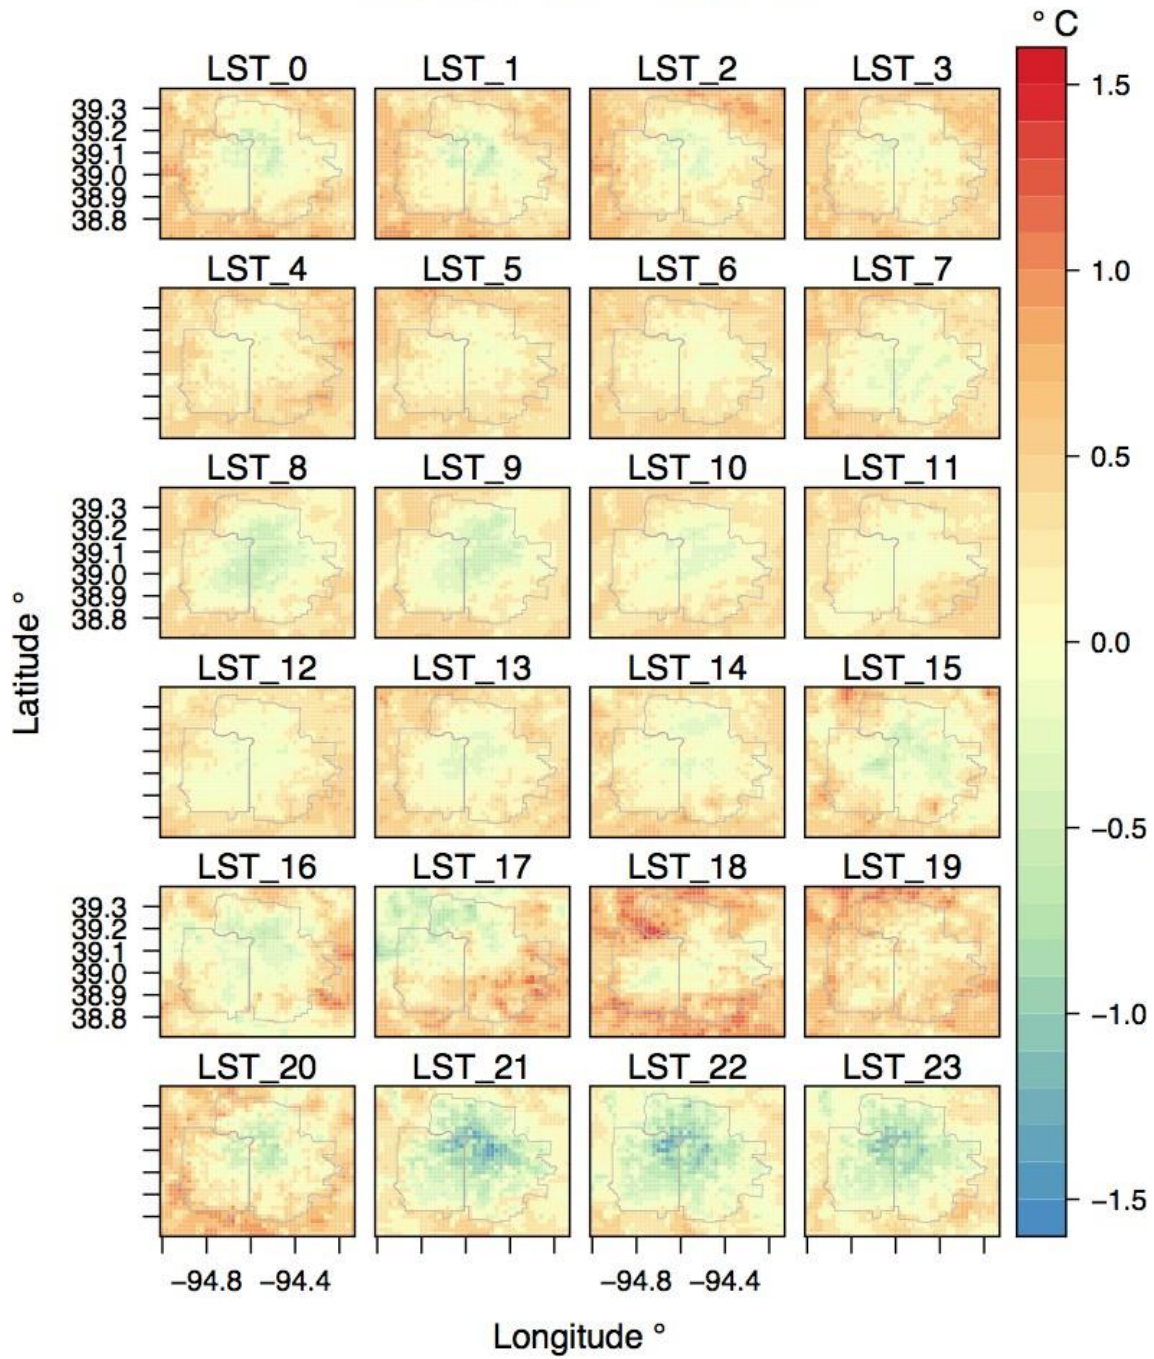 ° C
LST_0 LST_1 LST_2 LST_3
39.3
39.2
39.1
39.0
38.9
38.8
LST_4 LST_5 LST_6 LST_7
LST_8 LST_9 LST_10 LST_11
39.3
39.2
39.1
39.0
38.9
38.8
LST_12 LST_13 LST_14 LST_15
LST_16 LST_17 LST_18 LST_19
39.3
39.2
39.1
39.0
38.9
38.8
LST_20 LST_21 LST_22 LST_23
−94.8 −94.4 −94.8 −94.4
Longitude °
Latitude °
1.5
1.0
0.5
0.0
−0.5
−1.0
−1.5